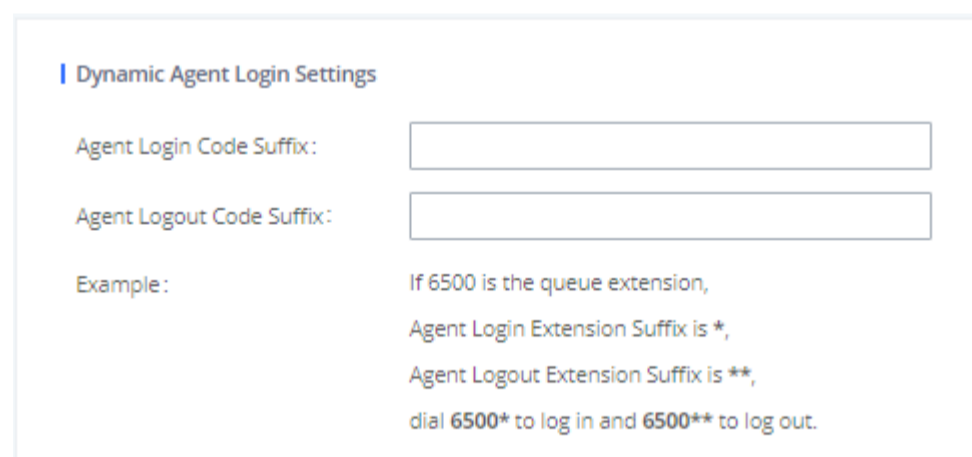 Dynamic Agent Login Settings
Agent Login Code Suffix:
Agent Logout Code Suffix:
Example: If 6500 is the queue extension,
Agent Login Extension Suffix is *,
Agent Logout Extension Suffix is **,
dial 6500* to log in and 6500** to log out.